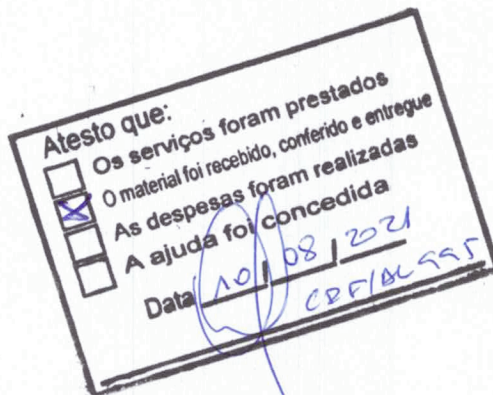 Atesto que:
Os serviços foram prestados
O material foi recebido, conferido e entregue
As despesas foram realizadas
A ajuda foi concedida
Data 10 / 08 / 2021
CRF/AC 995